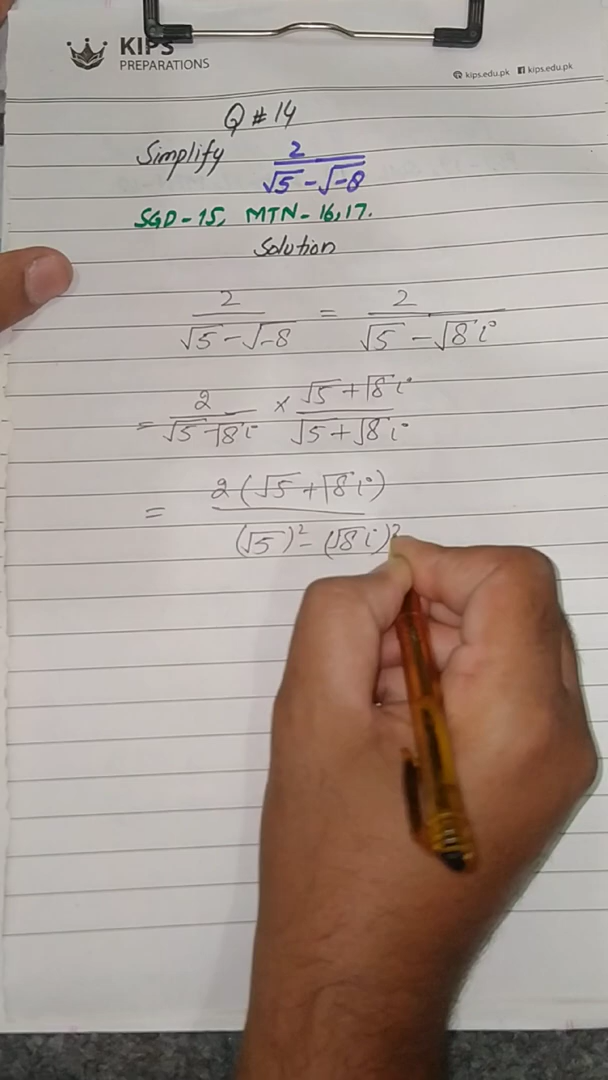 KIPS
PREPARATIONS
kips.edu.pk kips.edu.pk
Q # 14
Simplify 2/(√5 - √-8)
SGD - 15, MTN - 16, 17.
Solution
2/(√5 - √-8) = 2/(√5 - √8 i)
= 2/(√5 - √8 i) × (√5 + √8 i)/(√5 + √8 i)
= 2(√5 + √8 i)/((√5)² - (√8 i)²